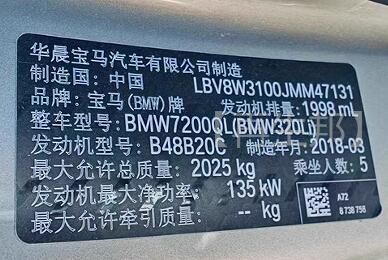 华晨宝马汽车有限公司制造
制造国：中国 LBV8W3100JMM47131
品牌：宝马(BMW)牌 发动机排量：1998 mL
整车型号：BMW7200QL(BMW320Li)
发动机型号：B48B20C 制造年月：2018-03
最大允许总质量：2025 kg 乘坐人数：5
发动机最大净功率：135 kW A72
最大允许牵引质量：-- kg 8 738 758